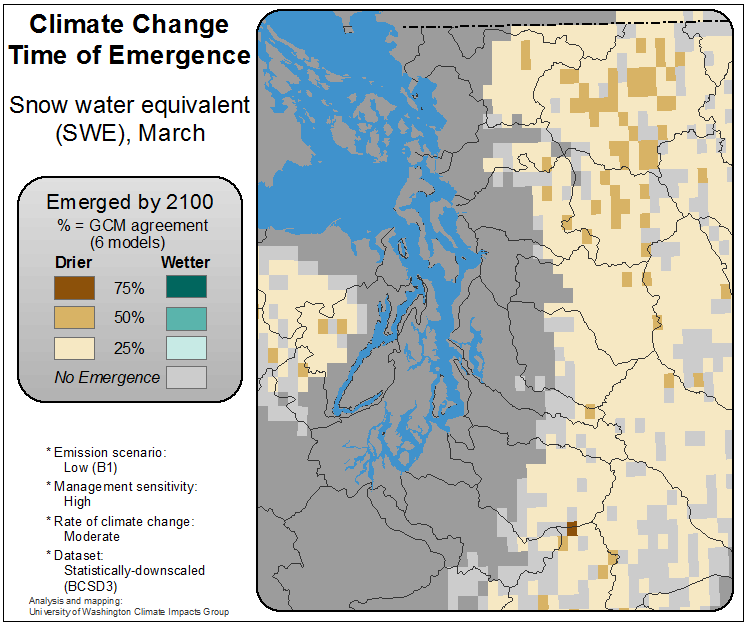 Climate Change
Time of Emergence
Snow water equivalent
(SWE), March
Emerged by 2100
% = GCM agreement
(6 models)
Drier Wetter
75%
50%
25%
No Emergence
* Emission scenario:
Low (B1)
* Management sensitivity:
High
* Rate of climate change:
Moderate
* Dataset:
Statistically-downscaled
(BCSD3)
Analysis and mapping:
University of Washington Climate Impacts Group